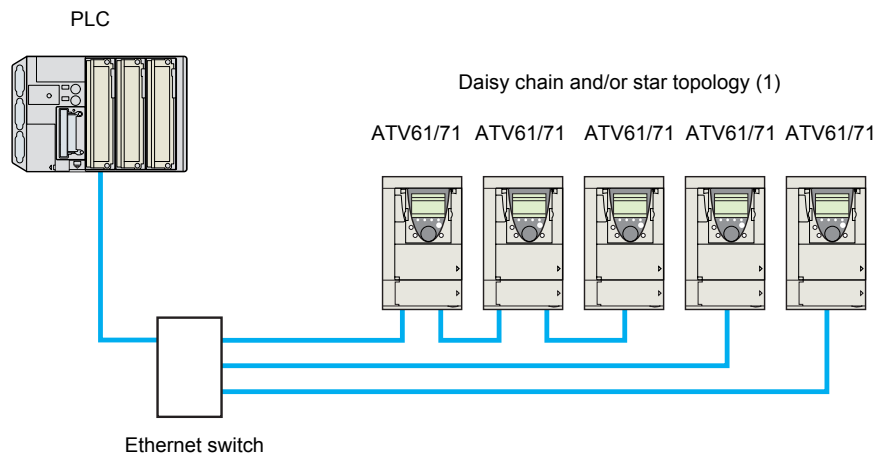 PLC
Daisy chain and/or star topology (1)
ATV61/71 ATV61/71 ATV61/71 ATV61/71 ATV61/71
Ethernet switch